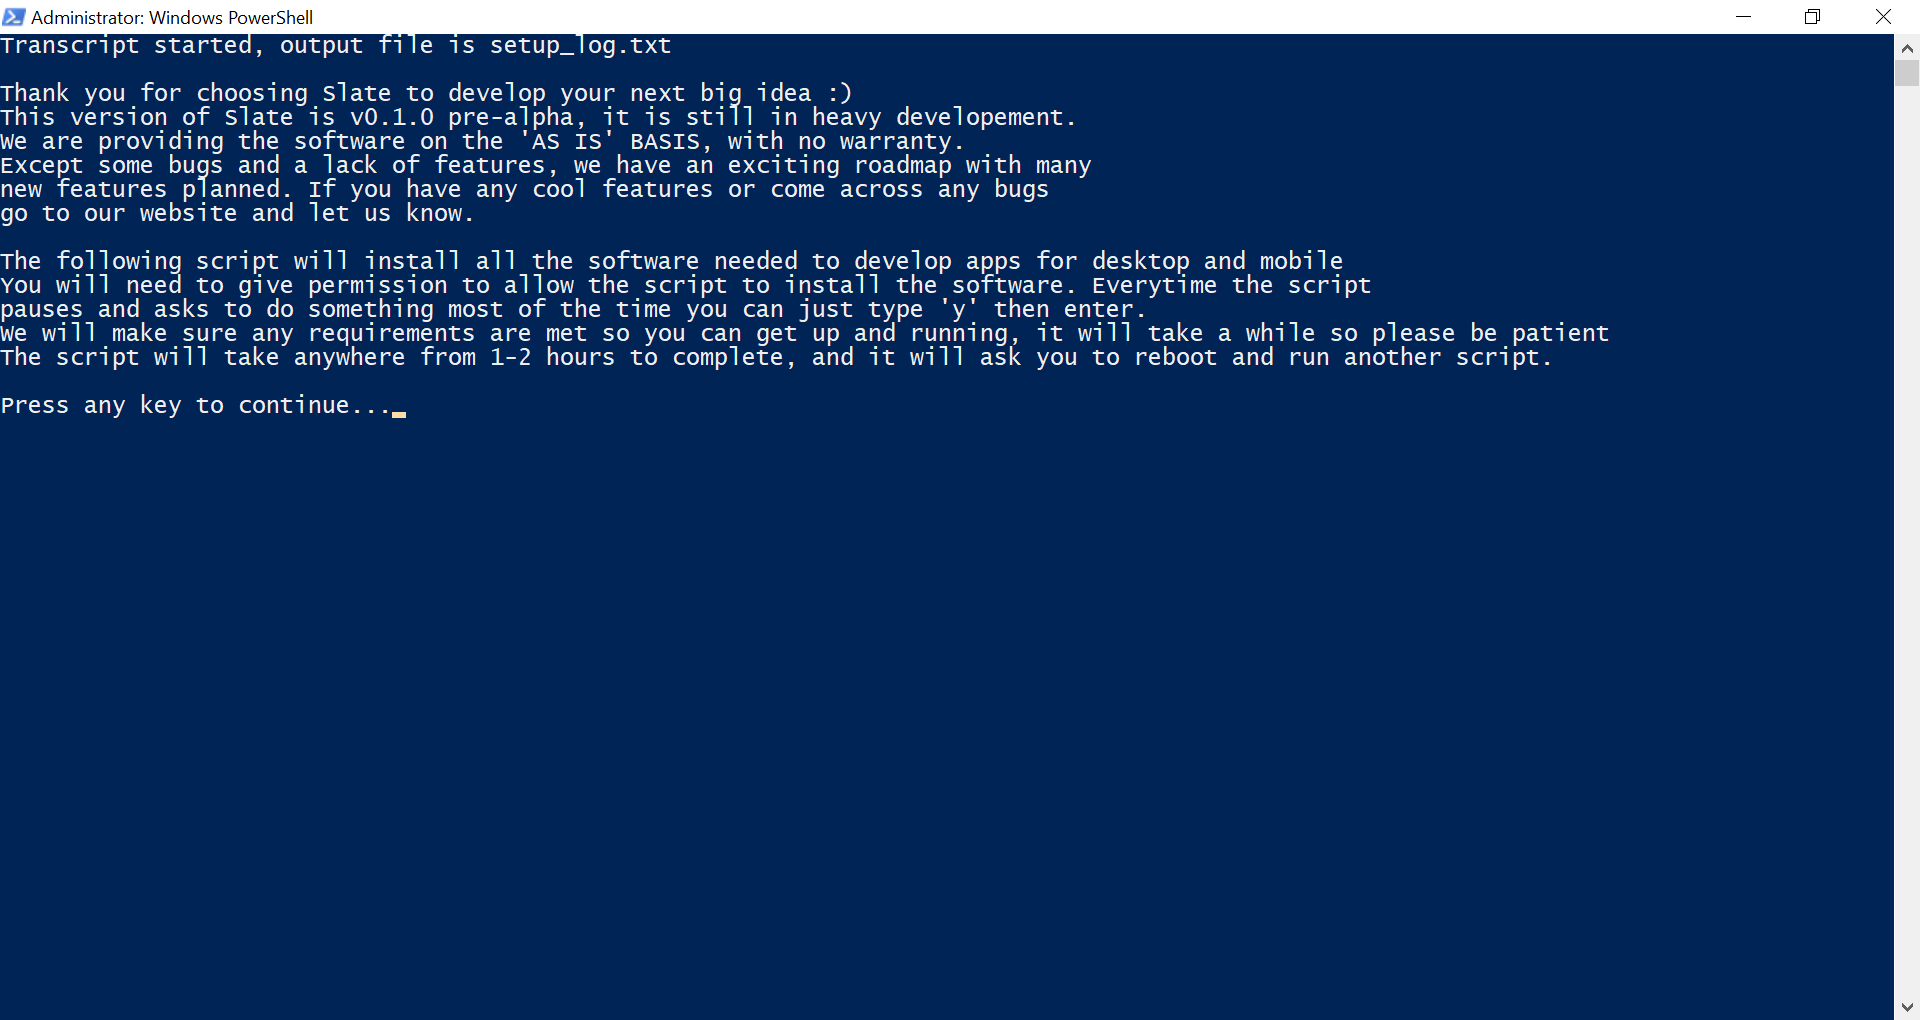 Administrator: Windows PowerShell
Transcript started, output file is setup_log.txt
Thank you for choosing Slate to develop your next big idea :)
This version of Slate is v0.1.0 pre-alpha, it is still in heavy developement.
We are providing the software on the 'AS IS' BASIS, with no warranty.
Except some bugs and a lack of features, we have an exciting roadmap with many
new features planned. If you have any cool features or come across any bugs
go to our website and let us know.
The following script will install all the software needed to develop apps for desktop and mobile
You will need to give permission to allow the script to install the software. Everytime the script
pauses and asks to do something most of the time you can just type 'y' then enter.
We will make sure any requirements are met so you can get up and running, it will take a while so please be patient
The script will take anywhere from 1-2 hours to complete, and it will ask you to reboot and run another script.
Press any key to continue..._